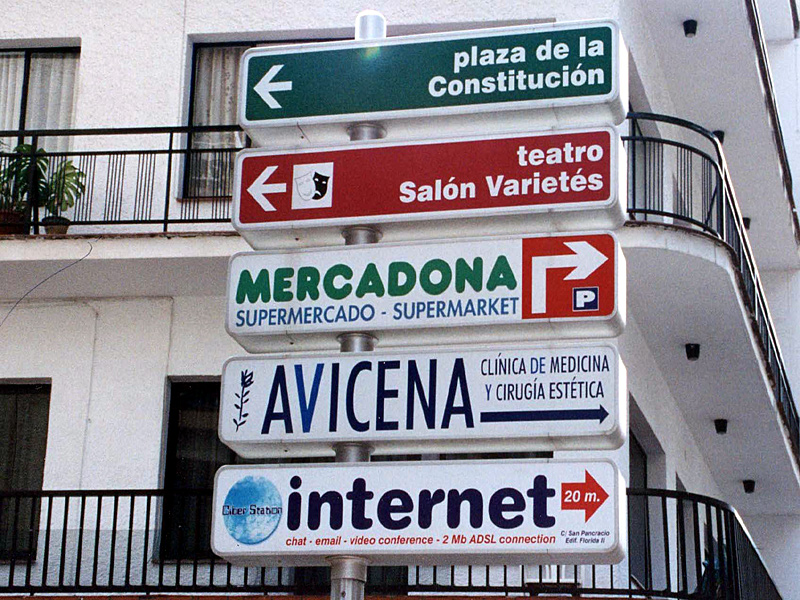 plaza de la
Constitución
teatro
Salón Varietés
MERCADONA
SUPERMERCADO - SUPERMARKET
P
AVICENA
CLÍNICA DE MEDICINA
Y CIRUGÍA ESTÉTICA
Ciber Station
internet
20 m.
chat - email - video conference - 2 Mb ADSL connection
C/ San Pancracio
Edif. Florida II